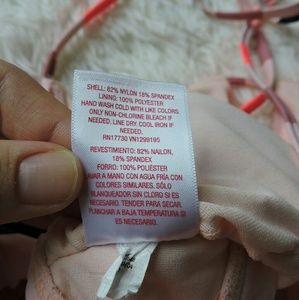 SHELL: 82% NYLON 18% SPANDEX
LINING: 100% POLYESTER
HAND WASH COLD WITH LIKE COLORS.
ONLY NON-CHLORINE BLEACH IF
NEEDED. LINE DRY. COOL IRON IF
NEEDED.
RN17730 VN1299195
REVESTIMIENTO: 82% NAILON,
18% SPANDEX
FORRO: 100% POLIÉSTER
LAVAR A MANO CON AGUA FRÍA CON
COLORES SIMILARES. SÓLO
BLANQUEADOR SIN CLORO SI ES
NECESARIO. TENDER PARA SECAR.
PLANCHAR A BAJA TEMPERATURA SI
ES NECESARIO.